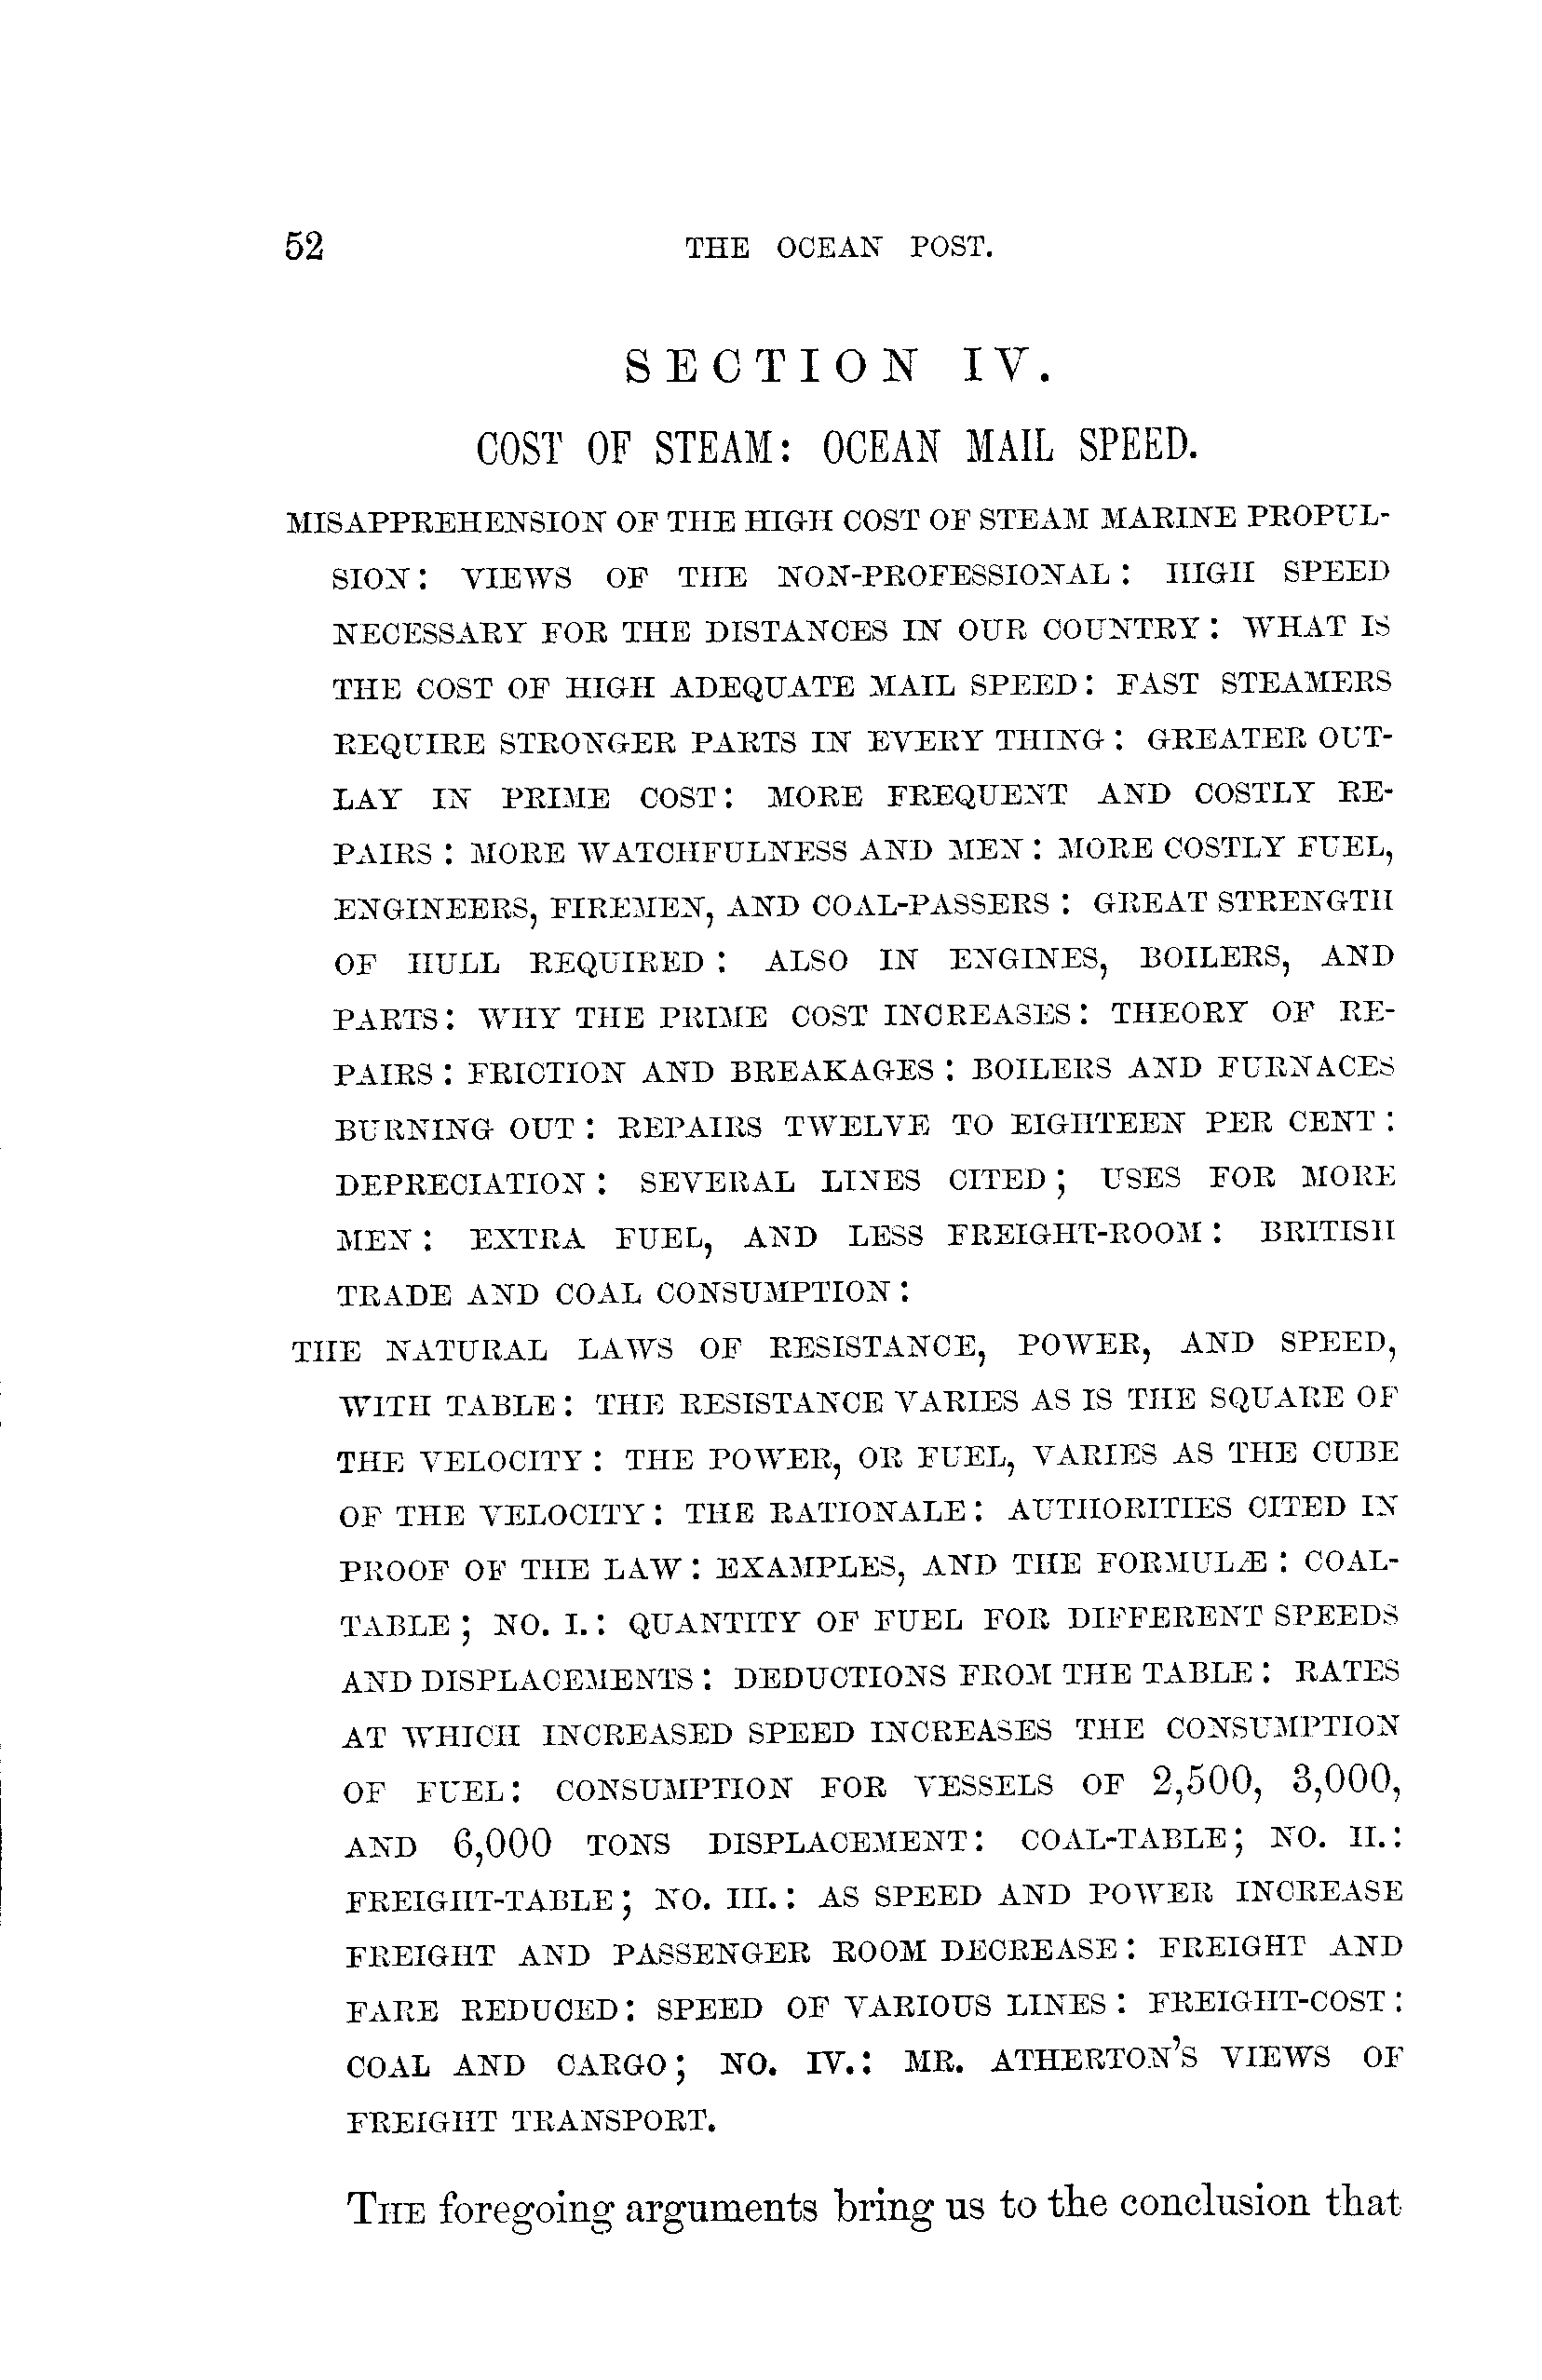 52 THE OCEAN POST.
SECTION IV.
COST OF STEAM: OCEAN MAIL SPEED.
MISAPPREHENSION OF THE HIGH COST OF STEAM MARINE PROPUL-
SION: VIEWS OF THE NON-PROFESSIONAL: HIGH SPEED
NECESSARY FOR THE DISTANCES IN OUR COUNTRY: WHAT IS
THE COST OF HIGH ADEQUATE MAIL SPEED: FAST STEAMERS
REQUIRE STRONGER PARTS IN EVERY THING: GREATER OUT-
LAY IN PRIME COST: MORE FREQUENT AND COSTLY RE-
PAIRS: MORE WATCHFULNESS AND MEN: MORE COSTLY FUEL,
ENGINEERS, FIREMEN, AND COAL-PASSERS: GREAT STRENGTH
OF HULL REQUIRED: ALSO IN ENGINES, BOILERS, AND
PARTS: WHY THE PRIME COST INCREASES: THEORY OF RE-
PAIRS: FRICTION AND BREAKAGES: BOILERS AND FURNACES
BURNING OUT: REPAIRS TWELVE TO EIGHTEEN PER CENT:
DEPRECIATION: SEVERAL LINES CITED; USES FOR MORE
MEN: EXTRA FUEL, AND LESS FREIGHT-ROOM: BRITISH
TRADE AND COAL CONSUMPTION:
THE NATURAL LAWS OF RESISTANCE, POWER, AND SPEED,
WITH TABLE: THE RESISTANCE VARIES AS IS THE SQUARE OF
THE VELOCITY: THE POWER, OR FUEL, VARIES AS THE CUBE
OF THE VELOCITY: THE RATIONALE: AUTHORITIES CITED IN
PROOF OF THE LAW: EXAMPLES, AND THE FORMULÆ: COAL-
TABLE; NO. I.: QUANTITY OF FUEL FOR DIFFERENT SPEEDS
AND DISPLACEMENTS: DEDUCTIONS FROM THE TABLE: RATES
AT WHICH INCREASED SPEED INCREASES THE CONSUMPTION
OF FUEL: CONSUMPTION FOR VESSELS OF 2,500, 3,000,
AND 6,000 TONS DISPLACEMENT: COAL-TABLE; NO. II.:
FREIGHT-TABLE; NO. III.: AS SPEED AND POWER INCREASE
FREIGHT AND PASSENGER ROOM DECREASE: FREIGHT AND
FARE REDUCED: SPEED OF VARIOUS LINES: FREIGHT-COST:
COAL AND CARGO; NO. IV.: MR. ATHERTON'S VIEWS OF
FREIGHT TRANSPORT.
THE foregoing arguments bring us to the conclusion that